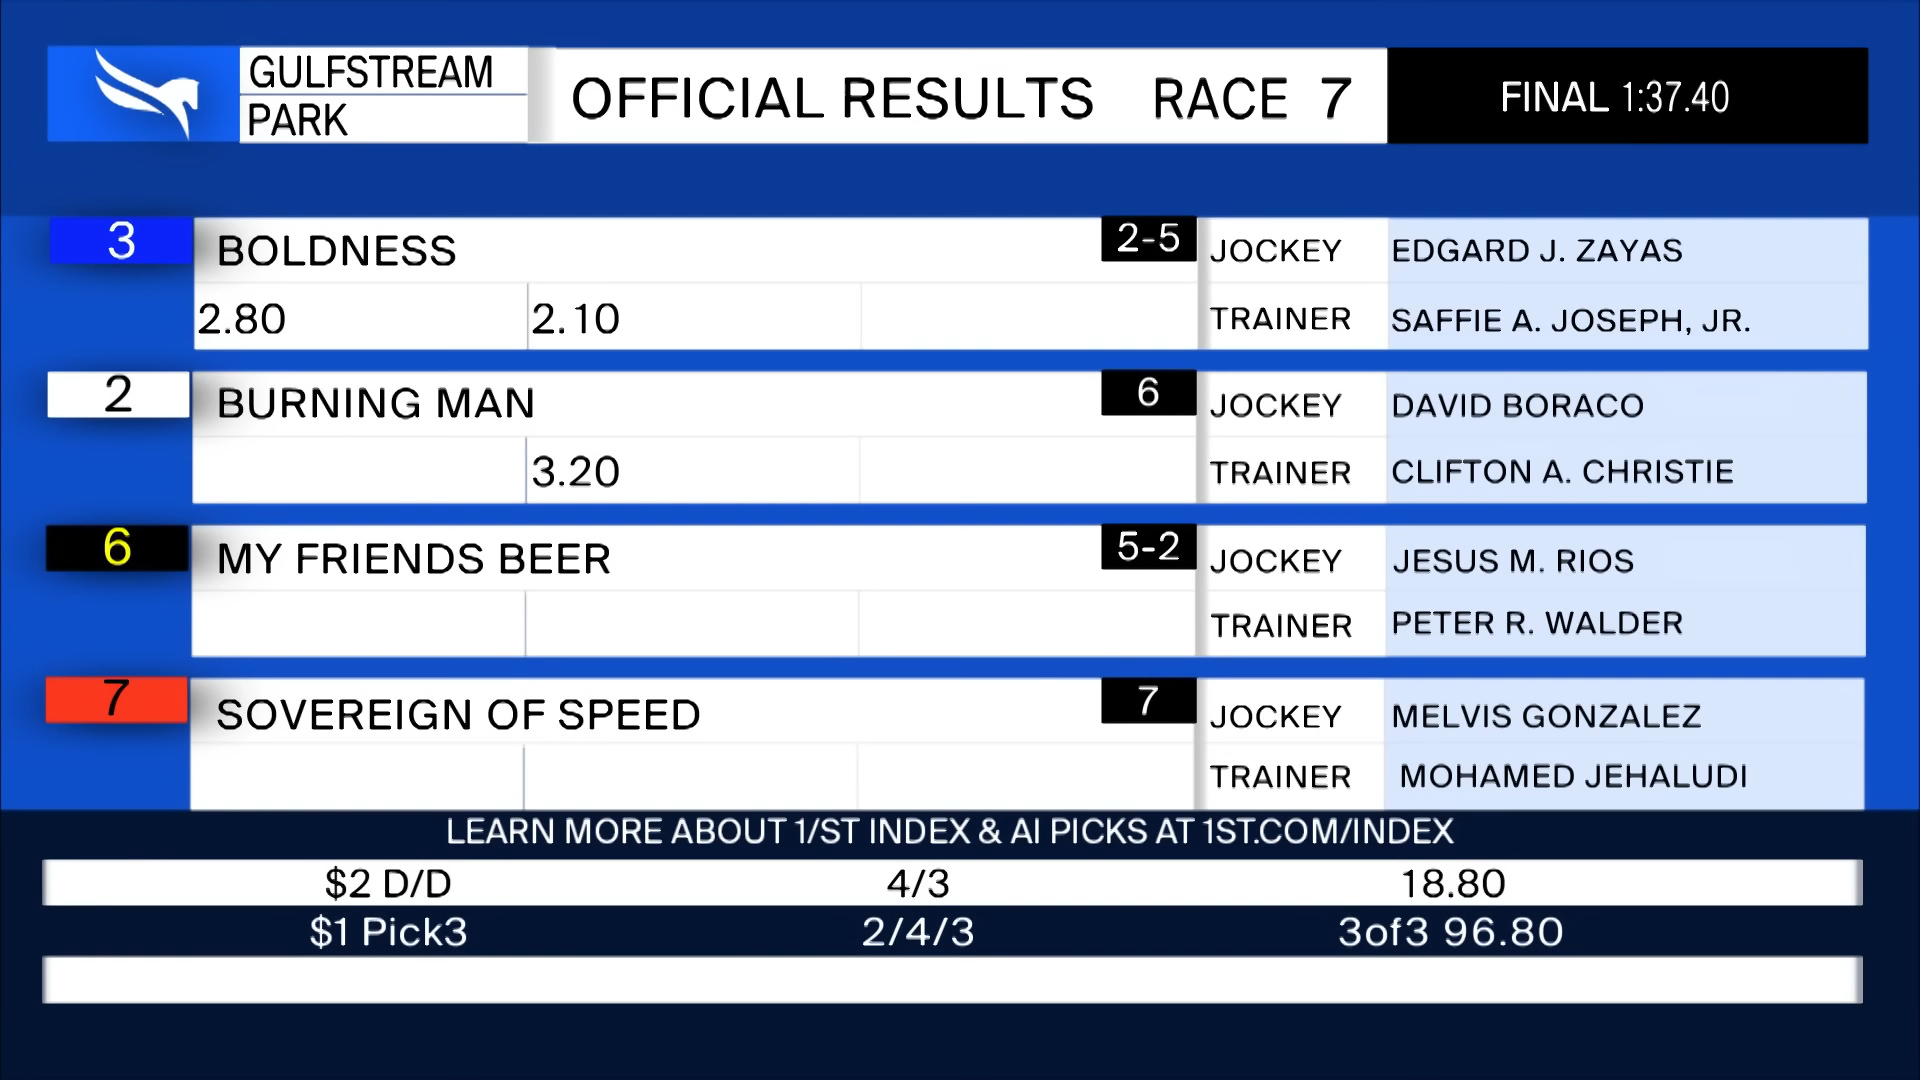 GULFSTREAM
PARK
OFFICIAL RESULTS RACE 7
FINAL 1:37.40
3 BOLDNESS 2-5 JOCKEY EDGARD J. ZAYAS
2.80 2.10 TRAINER SAFFIE A. JOSEPH, JR.
2 BURNING MAN 6 JOCKEY DAVID BORACO
3.20 TRAINER CLIFTON A. CHRISTIE
6 MY FRIENDS BEER 5-2 JOCKEY JESUS M. RIOS
TRAINER PETER R. WALDER
7 SOVEREIGN OF SPEED 7 JOCKEY MELVIS GONZALEZ
TRAINER MOHAMED JEHALUDI
LEARN MORE ABOUT 1/ST INDEX & AI PICKS AT 1ST.COM/INDEX
$2 D/D 4/3 18.80
$1 Pick3 2/4/3 3of3 96.80